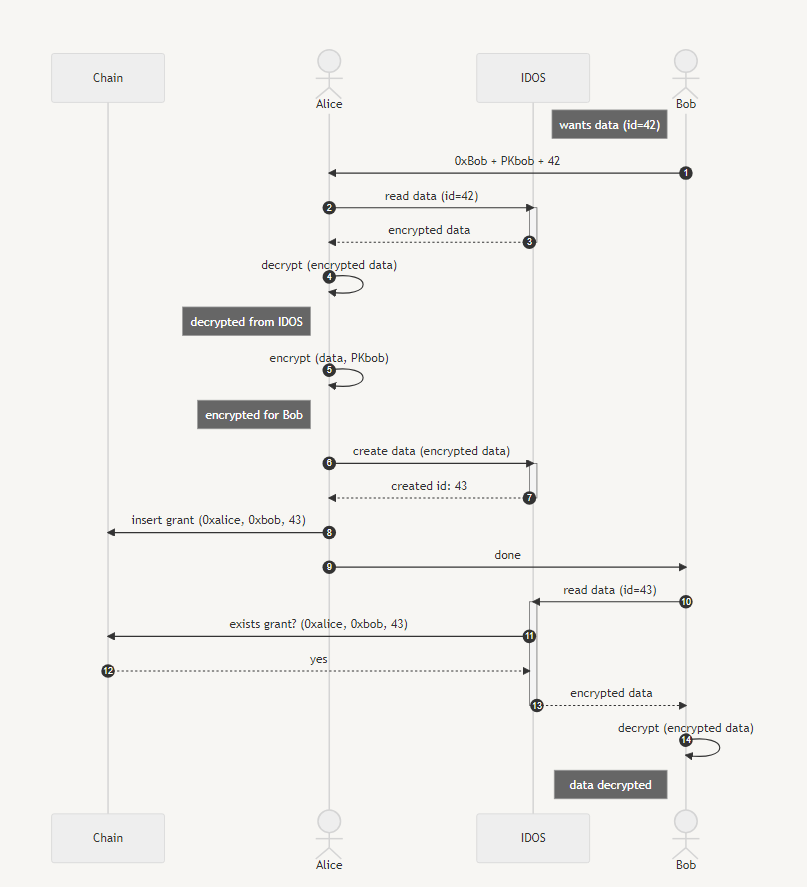 Chain
Alice
IDOS
Bob
wants data (id=42)
0xBob + PKbob + 42
1
2
read data (id=42)
encrypted data
3
decrypt (encrypted data)
4
decrypted from IDOS
encrypt (data, PKbob)
5
encrypted for Bob
6
create data (encrypted data)
created id: 43
7
insert grant (0xalice, 0xbob, 43)
8
9
done
read data (id=43)
10
exists grant? (0xalice, 0xbob, 43)
11
12
yes
13
encrypted data
decrypt (encrypted data)
14
data decrypted
Chain
Alice
IDOS
Bob